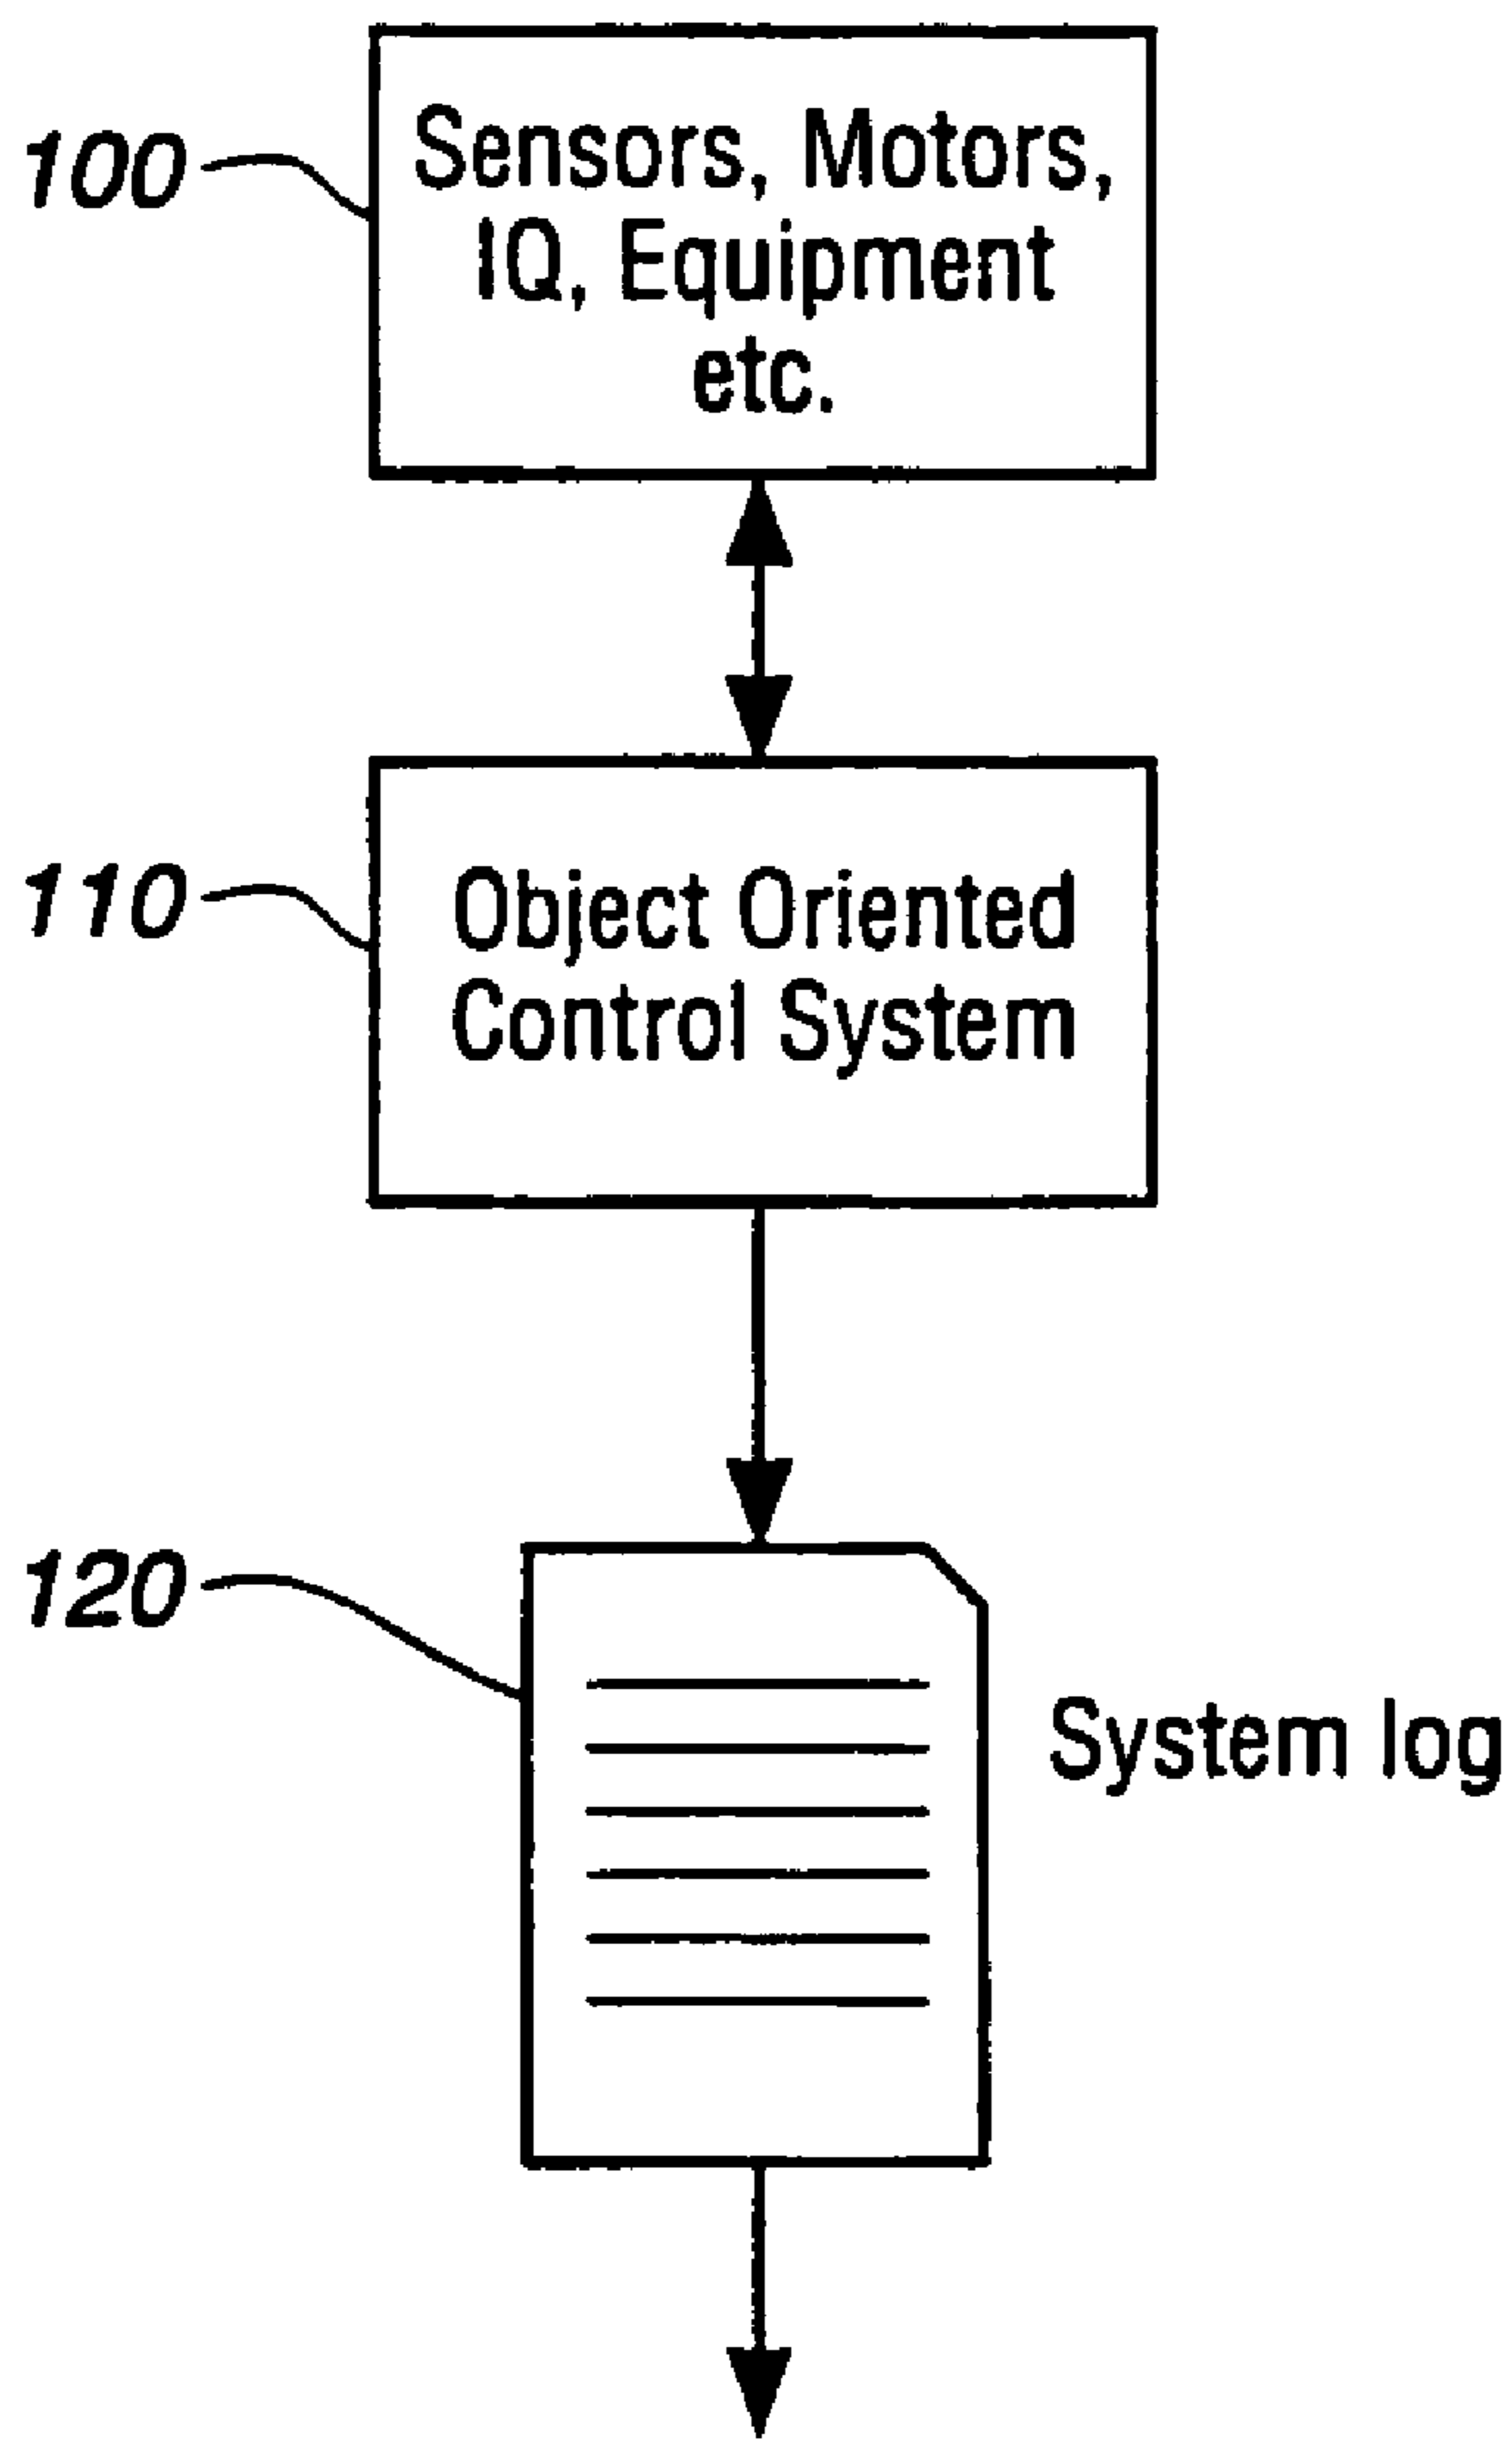 100
Sensors, Motors,
IQ, Equipment
etc.
110
Object Oriented
Control System
120
System log